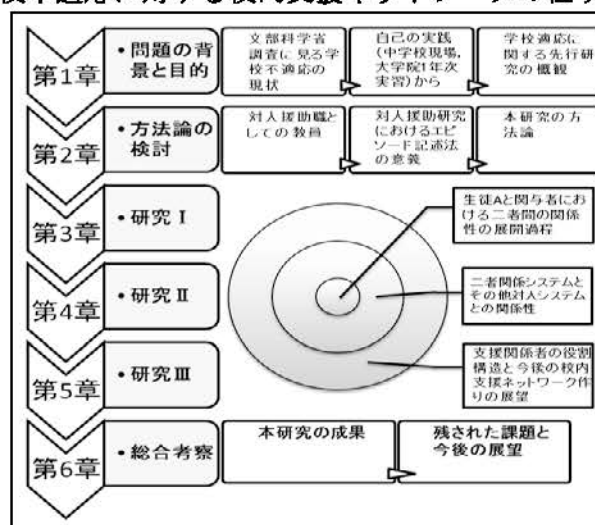 第1章
・問題の背
景と目的
文部科学省
調査に見る学
校不適応の
現状
自己の実践
(中学校現場,
大学院1年次
実習)から
学校適応に
関する先行研
究の概観
第2章
・方法論の
検討
対人援助職と
しての教員
対人援助研究
におけるエピ
ソード記述法
の意義
本研究の方
法論
第3章
・研究Ⅰ
生徒Aと関与者にお
ける二者間の関係
性の展開過程
第4章
・研究Ⅱ
二者関係システムと
その他対人システム
との関係性
第5章
・研究Ⅲ
支援関係者の役割
構造と今後の校内
支援ネットワーク作
りの展望
第6章
・総合考察
本研究の成果
残された課題と
今後の展望